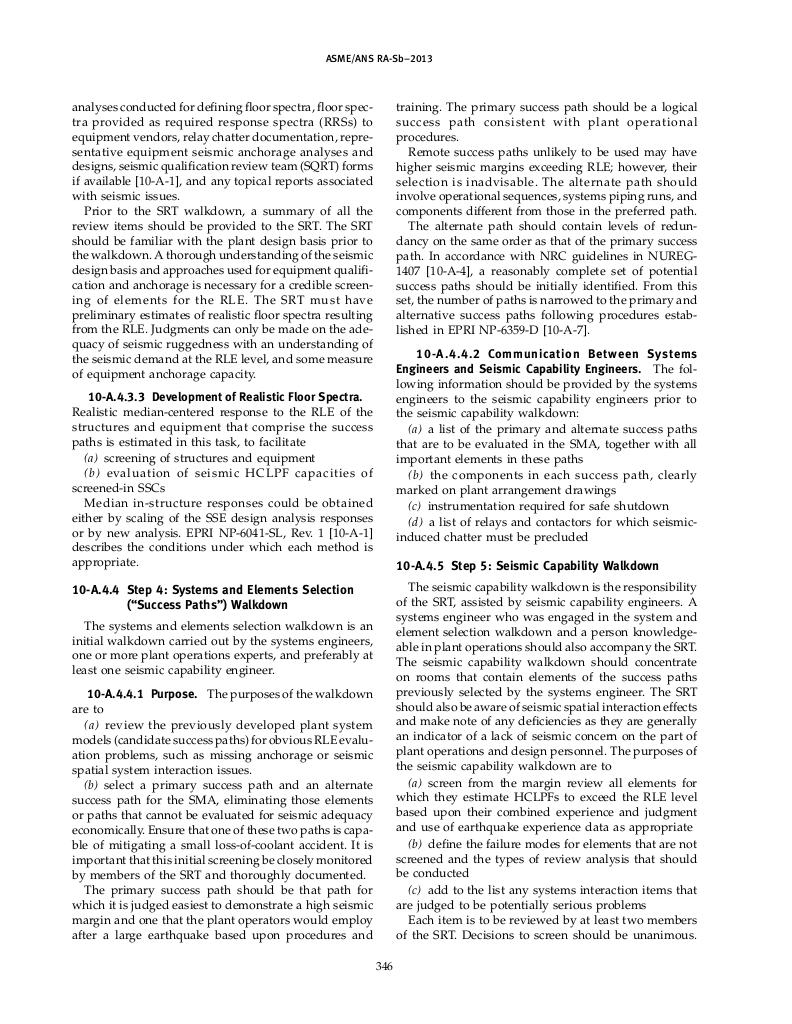 ASME/ANS RA-Sb–2013
analyses conducted for defining floor spectra, floor spec-
tra provided as required response spectra (RRSs) to
equipment vendors, relay chatter documentation, repre-
sentative equipment seismic anchorage analyses and
designs, seismic qualification review team (SQRT) forms
if available [10-A-1], and any topical reports associated
with seismic issues.
Prior to the SRT walkdown, a summary of all the
review items should be provided to the SRT. The SRT
should be familiar with the plant design basis prior to
the walkdown. A thorough understanding of the seismic
design basis and approaches used for equipment qualifi-
cation and anchorage is necessary for a credible screen-
ing of elements for the RLE. The SRT must have
preliminary estimates of realistic floor spectra resulting
from the RLE. Judgments can only be made on the ade-
quacy of seismic ruggedness with an understanding of
the seismic demand at the RLE level, and some measure
of equipment anchorage capacity.
10-A.4.3.3 Development of Realistic Floor Spectra.
Realistic median-centered response to the RLE of the
structures and equipment that comprise the success
paths is estimated in this task, to facilitate
(a) screening of structures and equipment
(b) evaluation of seismic HCLPF capacities of
screened-in SSCs
Median in-structure responses could be obtained
either by scaling of the SSE design analysis responses
or by new analysis. EPRI NP-6041-SL, Rev. 1 [10-A-1]
describes the conditions under which each method is
appropriate.
10-A.4.4 Step 4: Systems and Elements Selection
(“Success Paths”) Walkdown
The systems and elements selection walkdown is an
initial walkdown carried out by the systems engineers,
one or more plant operations experts, and preferably at
least one seismic capability engineer.
10-A.4.4.1 Purpose. The purposes of the walkdown
are to
(a) review the previously developed plant system
models (candidate success paths) for obvious RLE evalu-
ation problems, such as missing anchorage or seismic
spatial system interaction issues.
(b) select a primary success path and an alternate
success path for the SMA, eliminating those elements
or paths that cannot be evaluated for seismic adequacy
economically. Ensure that one of these two paths is capa-
ble of mitigating a small loss-of-coolant accident. It is
important that this initial screening be closely monitored
by members of the SRT and thoroughly documented.
The primary success path should be that path for
which it is judged easiest to demonstrate a high seismic
margin and one that the plant operators would employ
after a large earthquake based upon procedures and
training. The primary success path should be a logical
success path consistent with plant operational
procedures.
Remote success paths unlikely to be used may have
higher seismic margins exceeding RLE; however, their
selection is inadvisable. The alternate path should
involve operational sequences, systems piping runs, and
components different from those in the preferred path.
The alternate path should contain levels of redun-
dancy on the same order as that of the primary success
path. In accordance with NRC guidelines in NUREG-
1407 [10-A-4], a reasonably complete set of potential
success paths should be initially identified. From this
set, the number of paths is narrowed to the primary and
alternative success paths following procedures estab-
lished in EPRI NP-6359-D [10-A-7].
10-A.4.4.2 Communication Between Systems
Engineers and Seismic Capability Engineers. The fol-
lowing information should be provided by the systems
engineers to the seismic capability engineers prior to
the seismic capability walkdown:
(a) a list of the primary and alternate success paths
that are to be evaluated in the SMA, together with all
important elements in these paths
(b) the components in each success path, clearly
marked on plant arrangement drawings
(c) instrumentation required for safe shutdown
(d) a list of relays and contactors for which seismic-
induced chatter must be precluded
10-A.4.5 Step 5: Seismic Capability Walkdown
The seismic capability walkdown is the responsibility
of the SRT, assisted by seismic capability engineers. A
systems engineer who was engaged in the system and
element selection walkdown and a person knowledge-
able in plant operations should also accompany the SRT.
The seismic capability walkdown should concentrate
on rooms that contain elements of the success paths
previously selected by the systems engineer. The SRT
should also be aware of seismic spatial interaction effects
and make note of any deficiencies as they are generally
an indicator of a lack of seismic concern on the part of
plant operations and design personnel. The purposes of
the seismic capability walkdown are to
(a) screen from the margin review all elements for
which they estimate HCLPFs to exceed the RLE level
based upon their combined experience and judgment
and use of earthquake experience data as appropriate
(b) define the failure modes for elements that are not
screened and the types of review analysis that should
be conducted
(c) add to the list any systems interaction items that
are judged to be potentially serious problems
Each item is to be reviewed by at least two members
of the SRT. Decisions to screen should be unanimous.
346